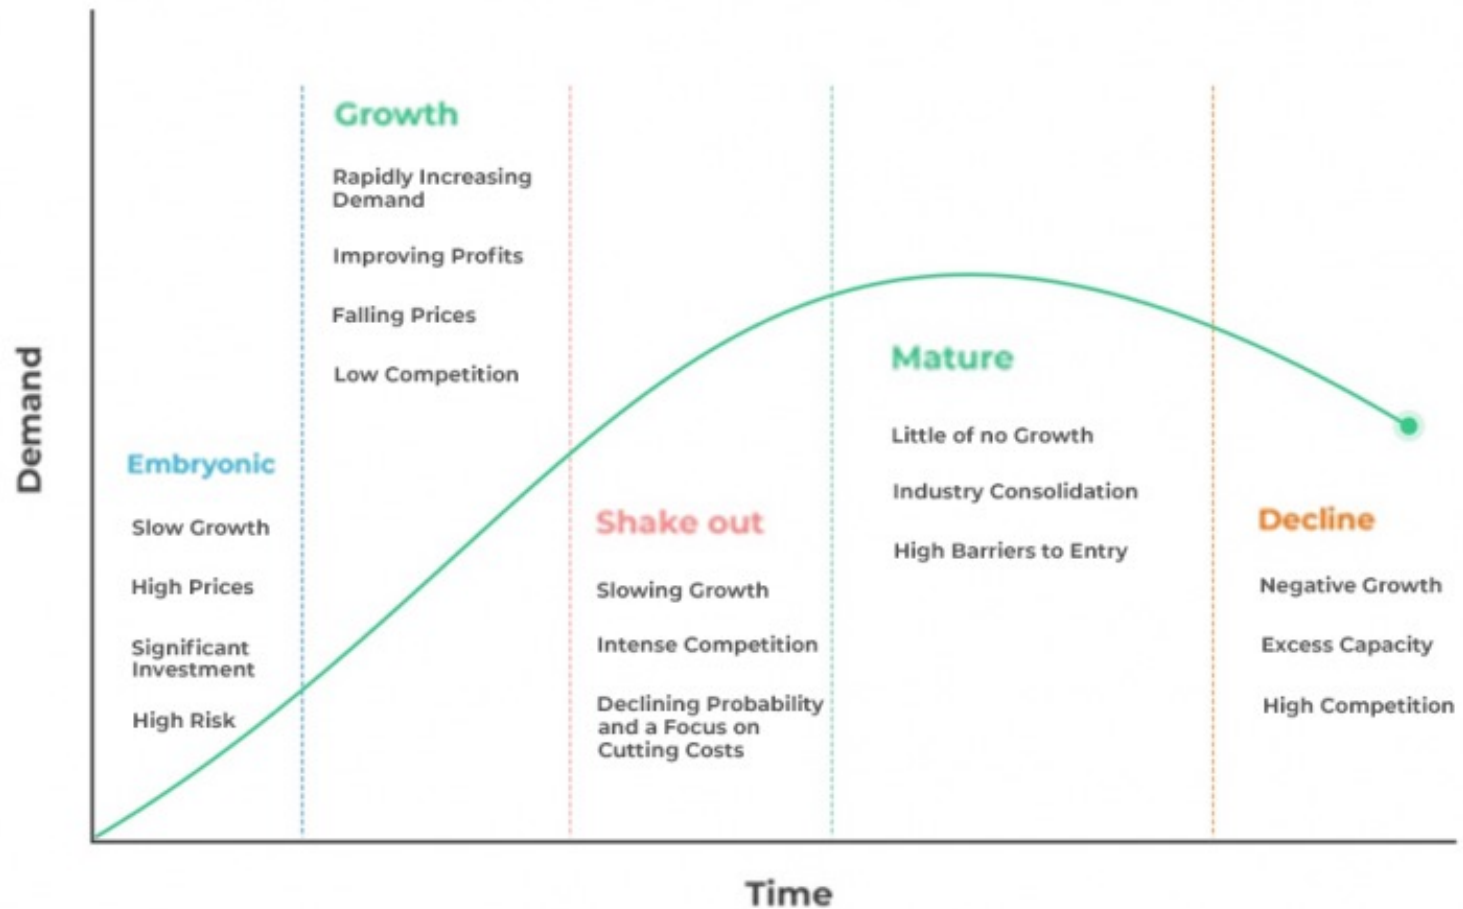 Growth
Rapidly Increasing
Demand
Improving Profits
Falling Prices
Low Competition
Embryonic
Slow Growth
High Prices
Significant
Investment
High Risk
Shake out
Slowing Growth
Intense Competition
Declining Probability
and a Focus on
Cutting Costs
Mature
Little of no Growth
Industry Consolidation
High Barriers to Entry
Decline
Negative Growth
Excess Capacity
High Competition
Demand
Time